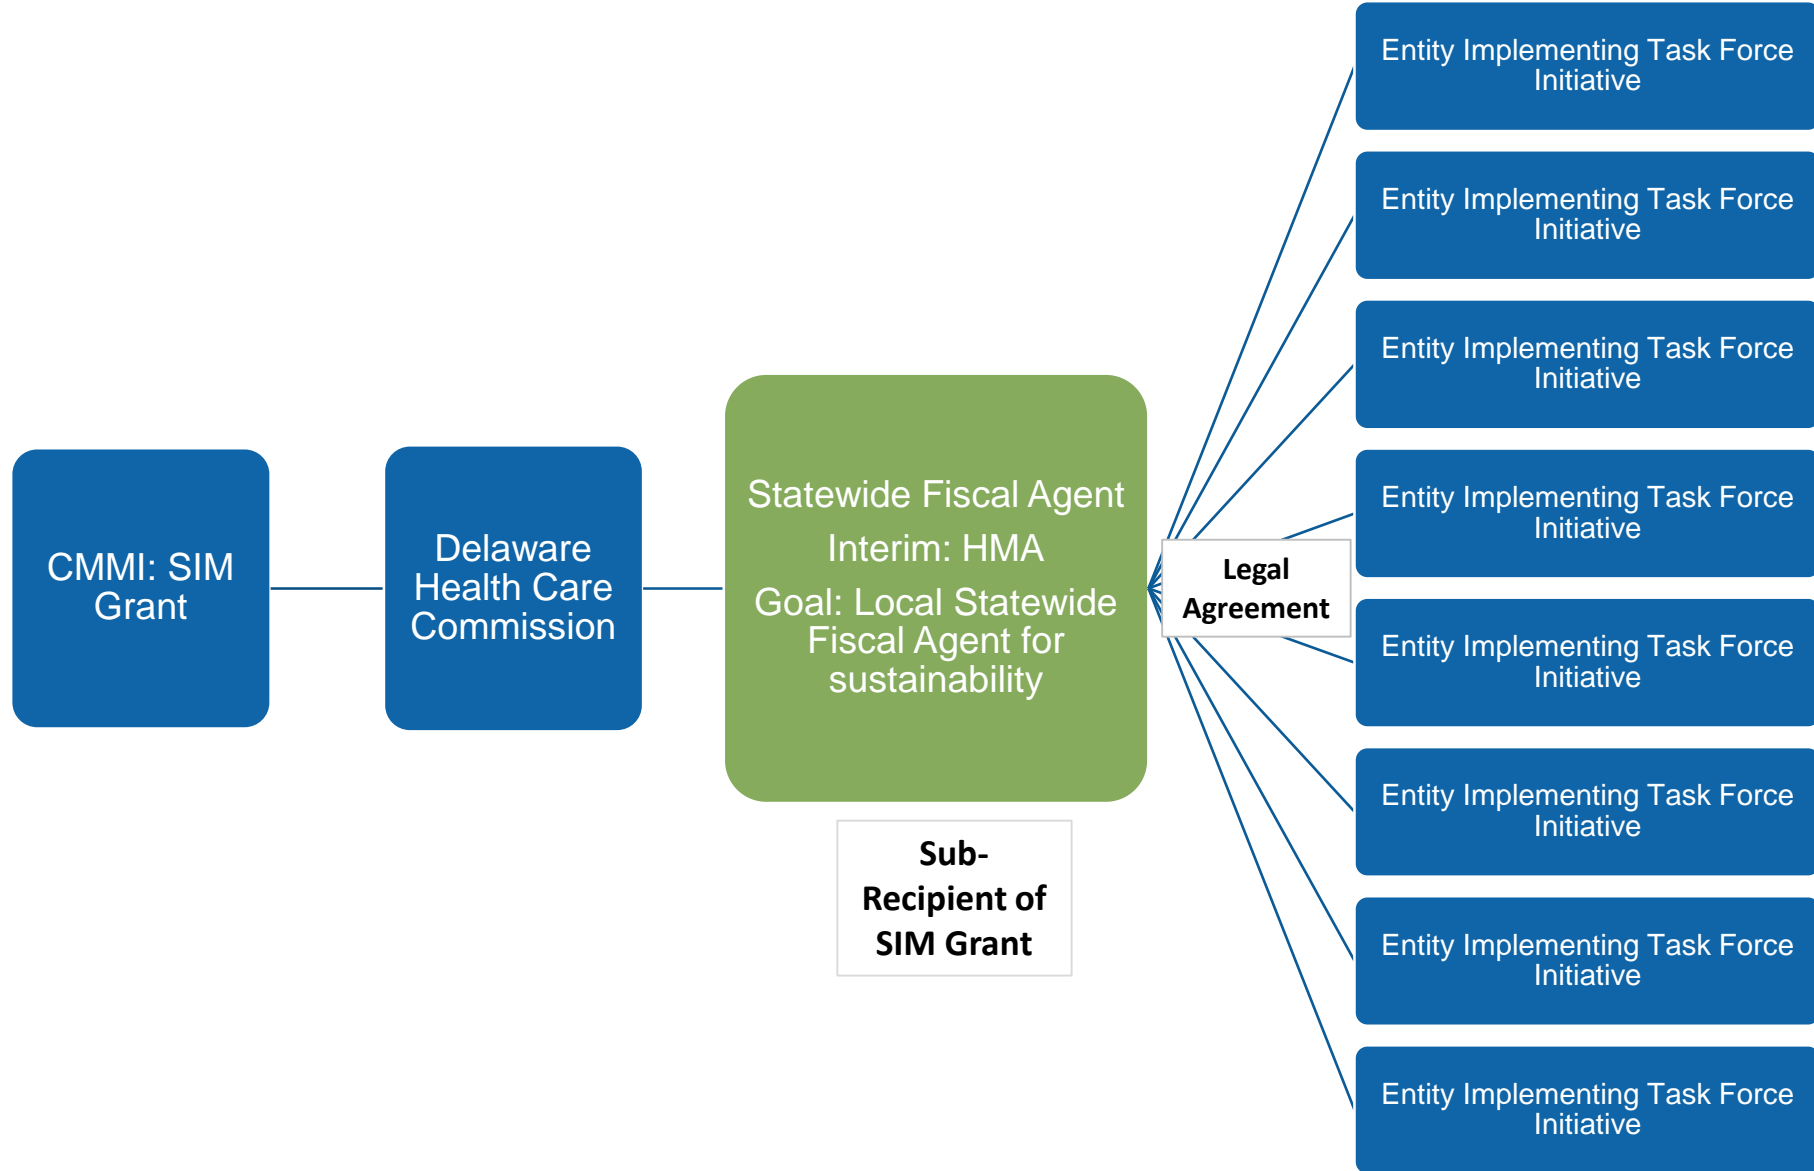 CMMI: SIM
Grant
Delaware
Health Care
Commission
Statewide Fiscal Agent
Interim: HMA
Goal: Local Statewide
Fiscal Agent for
sustainability
Sub-
Recipient of
SIM Grant
Legal
Agreement
Entity Implementing Task Force
Initiative
Entity Implementing Task Force
Initiative
Entity Implementing Task Force
Initiative
Entity Implementing Task Force
Initiative
Entity Implementing Task Force
Initiative
Entity Implementing Task Force
Initiative
Entity Implementing Task Force
Initiative
Entity Implementing Task Force
Initiative